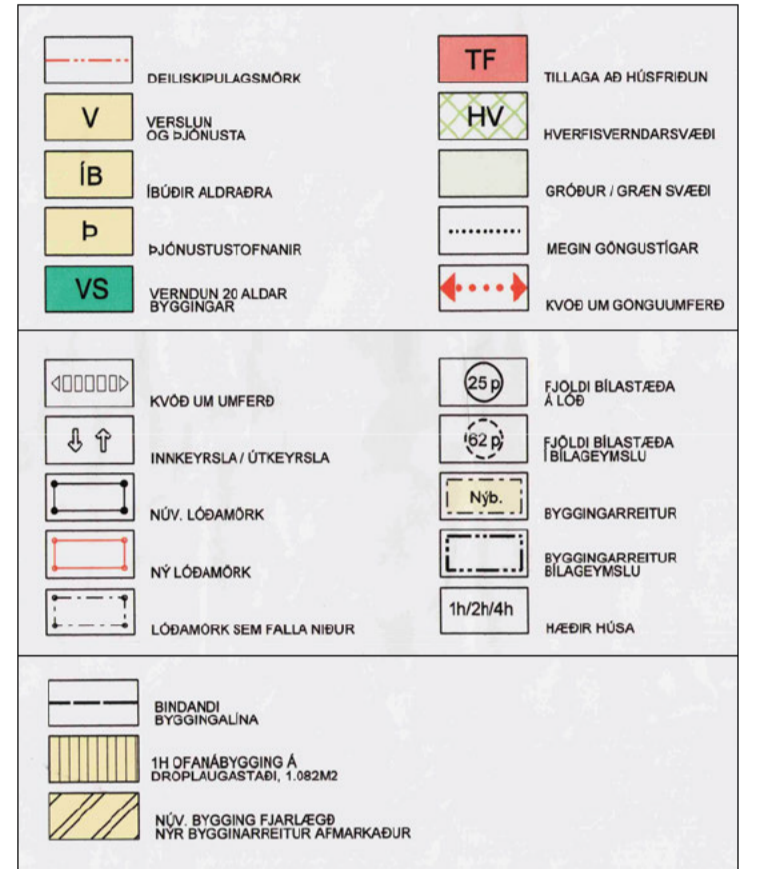 DEILISKIPULAGSMÖRK
V
VERSLUN
OG ÞJÓNUSTA
ÍB
ÍBÚÐIR ALDRAÐRA
Þ
ÞJÓNUSTUSTOFNANIR
VS
VERNDUN 20 ALDAR
BYGGINGAR
TF
TILLAGA AÐ HÚSFRIÐUN
HV
HVERFISVERNDARSVÆÐI
GRÓÐUR / GRÆN SVÆÐI
MEGIN GÖNGUSTÍGAR
KVÖÐ UM GÖNGUUMFERÐ
KVÖÐ UM UMFERÐ
INNKEYRSLA / ÚTKEYRSLA
NÚV. LÓÐAMÖRK
NÝ LÓÐAMÖRK
LÓÐAMÖRK SEM FALLA NIÐUR
25 p
FJÖLDI BÍLASTÆÐA
Á LÓÐ
62 p
FJÖLDI BÍLASTÆÐA
Í BÍLAGEYMSLU
Nýb.
BYGGINGARREITUR
BYGGINGARREITUR
BÍLAGEYMSLU
1h/2h/4h
HÆÐIR HÚSA
BINDANDI
BYGGINGALÍNA
1H OFANÁBYGGING Á
DROPLAUGASTAÐI, 1.082M2
NÚV. BYGGING FJARLÆGÐ
NÝR BYGGINARREITUR AFMARKAÐUR